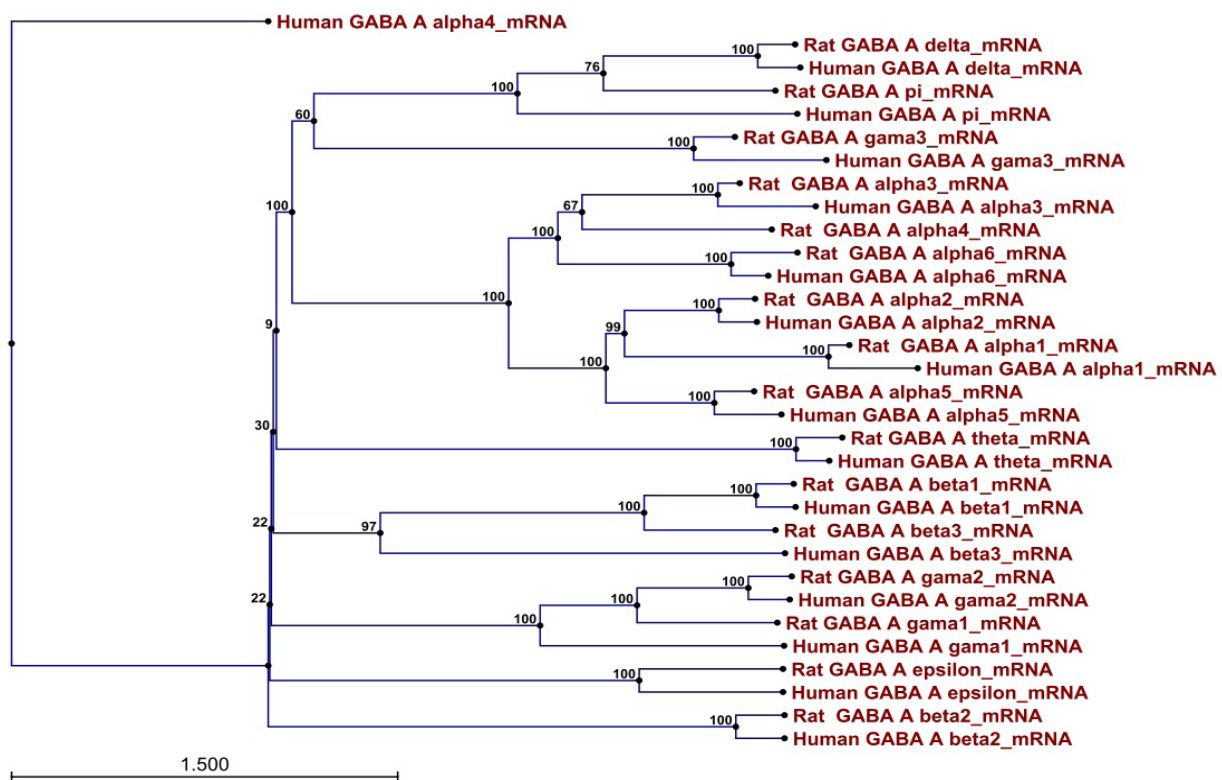 Human GABA A alpha4_mRNA
Rat GABA A delta_mRNA
100
Human GABA A delta_mRNA
76
Rat GABA A pi_mRNA
100
Human GABA A pi_mRNA
60
Rat GABA A gama3_mRNA
100
Human GABA A gama3_mRNA
Rat GABA A alpha3_mRNA
100
Human GABA A alpha3_mRNA
67
100
Rat GABA A alpha4_mRNA
100
Rat GABA A alpha6_mRNA
100
Human GABA A alpha6_mRNA
100
Rat GABA A alpha2_mRNA
100
Human GABA A alpha2_mRNA
9
99
Rat GABA A alpha1_mRNA
100
Human GABA A alpha1_mRNA
100
Rat GABA A alpha5_mRNA
100
Human GABA A alpha5_mRNA
30
Rat GABA A theta_mRNA
100
Human GABA A theta_mRNA
Rat GABA A beta1_mRNA
100
Human GABA A beta1_mRNA
100
22
97
Rat GABA A beta3_mRNA
Human GABA A beta3_mRNA
Rat GABA A gama2_mRNA
100
Human GABA A gama2_mRNA
22
100
Rat GABA A gama1_mRNA
100
Human GABA A gama1_mRNA
Rat GABA A epsilon_mRNA
100
Human GABA A epsilon_mRNA
Rat GABA A beta2_mRNA
100
Human GABA A beta2_mRNA
1.500